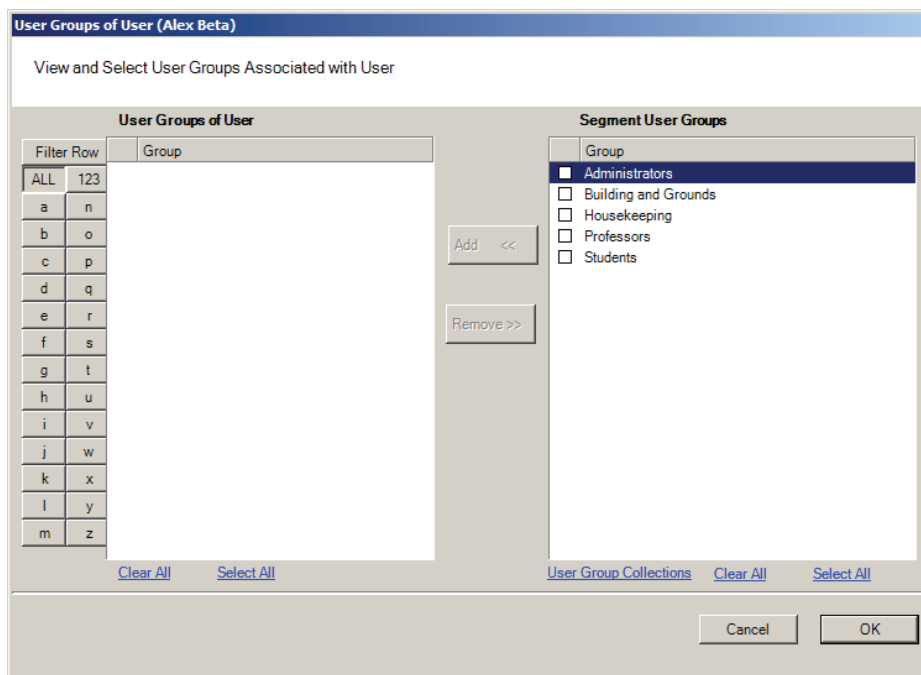 User Groups of User (Alex Beta)
View and Select User Groups Associated with User
User Groups of User
Segment User Groups
Filter Row
Group
Group
ALL 123
Administrators
a n
Building and Grounds
b o
Housekeeping
c p
Professors
d q
Students
e r
f s
g t
h u
i v
j w
k x
l y
m z
Add <<
Remove >>
Clear All
Select All
User Group Collections
Clear All
Select All
Cancel
OK